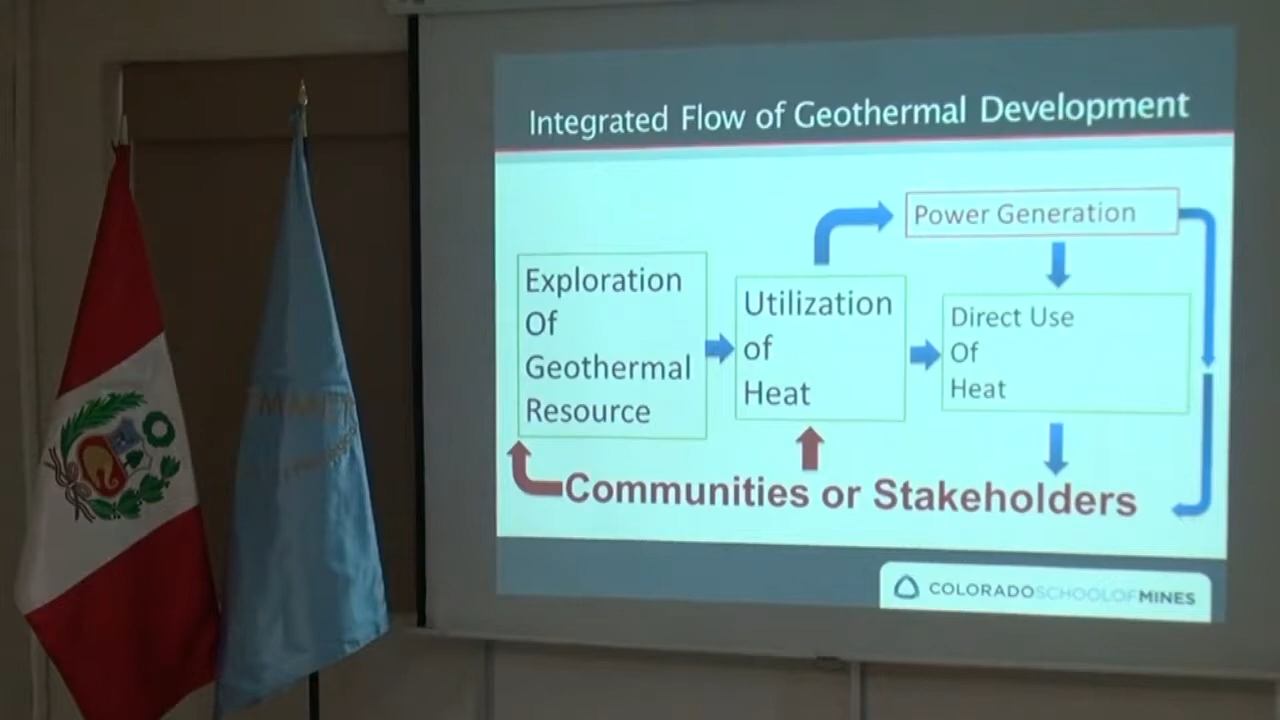 Integrated Flow of Geothermal Development
Power Generation
Exploration
Of
Geothermal
Resource
Utilization
of
Heat
Direct Use
Of
Heat
Communities or Stakeholders
COLORADOSCHOOLOFMINES